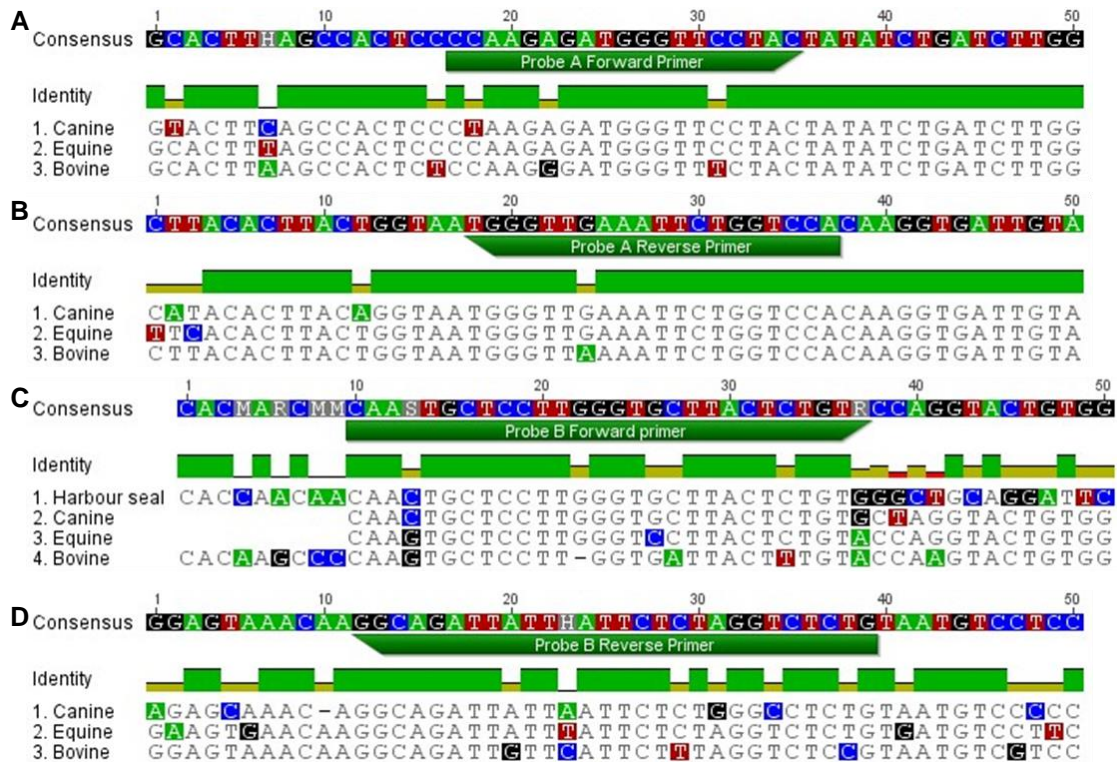 A
1 10 20 30 40 50
Consensus GCACTTHAGCCACTCCCCAAGAGATGGGTTCCTACTATATCTGATCTTGG
Probe A Forward Primer
Identity
1. Canine GTACTTCAGCCACTCCCTAAGAGATGGGTTCCTACTATATCTGATCTTGG
2. Equine GCACTTTAGCCACTCCCCAAGAGATGGGTTCCTACTATATCTGATCTTGG
3. Bovine GCACTTAAGCCACTCTCCAAGGGATGGGTTTCTACTATATCTGATCTTGG
B
1 10 20 30 40 50
Consensus CTTACACTTACTGGTAATGGGTTGAAATTCTGGTCCACAAGGTGATTGTA
Probe A Reverse Primer
Identity
1. Canine CATACACTTACAGGTAATGGGTTGAAATTCTGGTCCACAAGGTGATTGTA
2. Equine TTCACACTTACTGGTAATGGGTTGAAATTCTGGTCCACAAGGTGATTGTA
3. Bovine CTTACACTTACTGGTAATGGGTTAAAATTCTGGTCCACAAGGTGATTGTA
C
1 10 20 30 40 50
Consensus CACMARCMMCAASTGCTCCTTGGGTGCTTACTCTGTRCCAGGTACTGTGG
Probe B Forward primer
Identity
1. Harbour seal CACCAACAACAACTGCTCCTTGGGTGCTTACTCTGTGGGCTGCAGGATTC
2. Canine CAACTGCTCCTTGGGTGCTTACTCTGTGCTAGGTACTGTGG
3. Equine CAAGTGCTCCTTGGGTCCTTACTCTGTACCAGGTACTGTGG
4. Bovine CACAAGCCCCAAGTGCTCCTT-GGTGATTACTTTGTACCAAGTACTGTGG
D
1 10 20 30 40 50
Consensus GGAGTAAACAAGGCAGATTATTHATTCTCTAGGTCTCTGTAATGTCCTCC
Probe B Reverse Primer
Identity
1. Canine AGAGCAAAC-AGGCAGATTATTAATTCTCTGGGCCTCTGTAATGTCCCCC
2. Equine GAAGTGAACAAGGCAGATTATTTATTCTCTAGGTCTCTGTGATGTCCTTC
3. Bovine GGAGTAAACAAGGCAGATTGTTCATTCTTTAGGTCTCCGTAATGTCGTCC